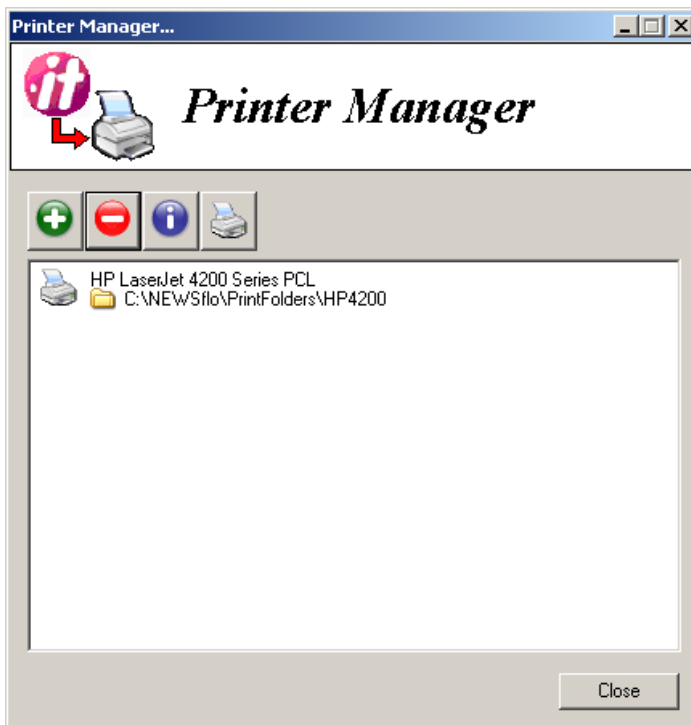 Printer Manager...
.it
Printer Manager
HP LaserJet 4200 Series PCL
C:\NEWSflo\PrintFolders\HP4200
Close